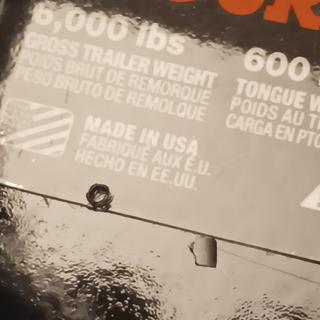 6,000 lbs
GROSS TRAILER WEIGHT
POIDS BRUT DE REMORQUE
PESO BRUTO DE REMOLQUE
600
TONGUE
POIDS AU
CARGA EN
MADE IN USA
FABRIQUÉ AUX É.U.
HECHO EN EE.UU.